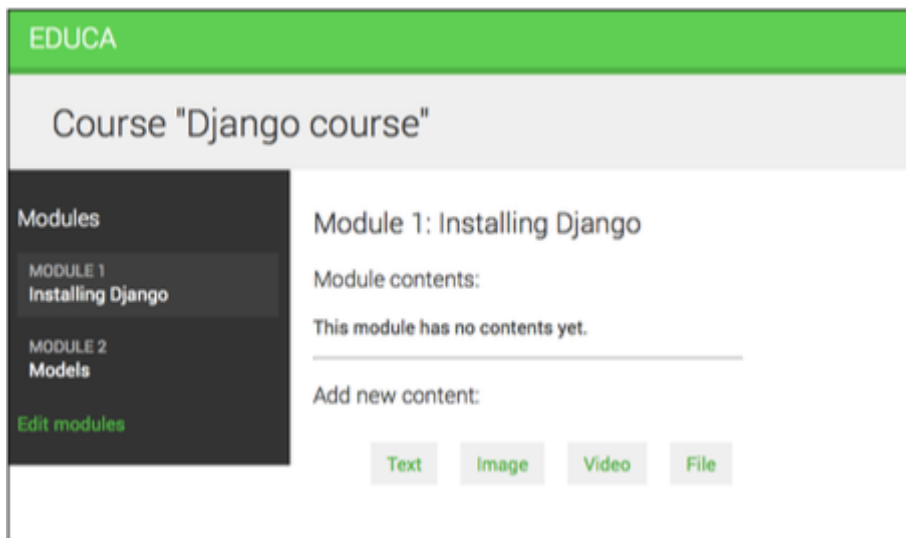 EDUCA
Course "Django course"
Modules
MODULE 1
Installing Django
MODULE 2
Models
Edit modules
Module 1: Installing Django
Module contents:
This module has no contents yet.
Add new content:
Text Image Video File